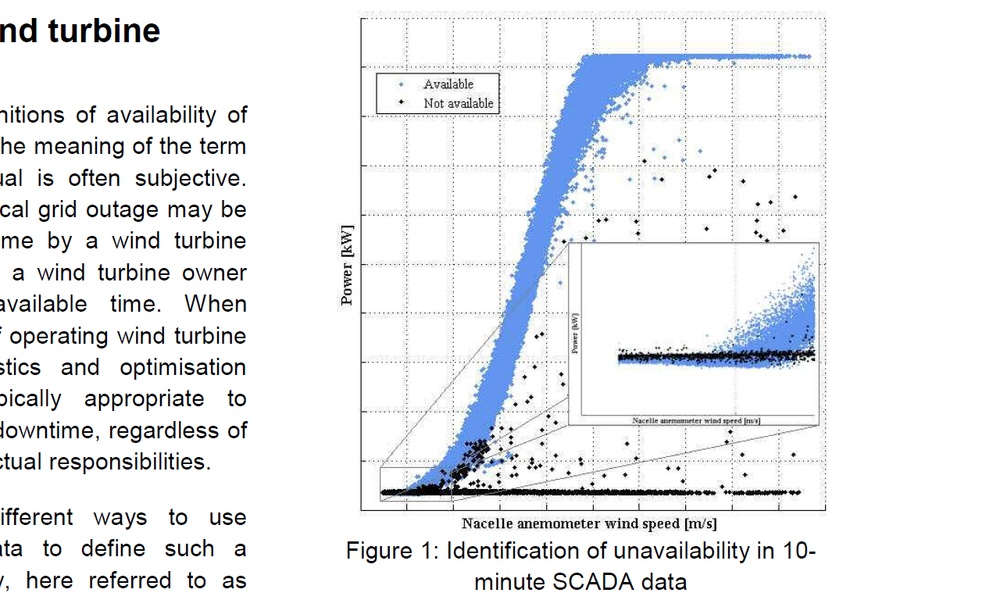 nd turbine
nitions of availability of
he meaning of the term
ual is often subjective.
cal grid outage may be
me by a wind turbine
a wind turbine owner
available time. When
f operating wind turbine
stics and optimisation
pically appropriate to
downtime, regardless of
ctual responsibilities.
ifferent ways to use
ata to define such a
y, here referred to as
Available
Not available
Power [kW]
Power [kW]
Nacelle anemometer wind speed [m/s]
Nacelle anemometer wind speed [m/s]
Figure 1: Identification of unavailability in 10-
minute SCADA data